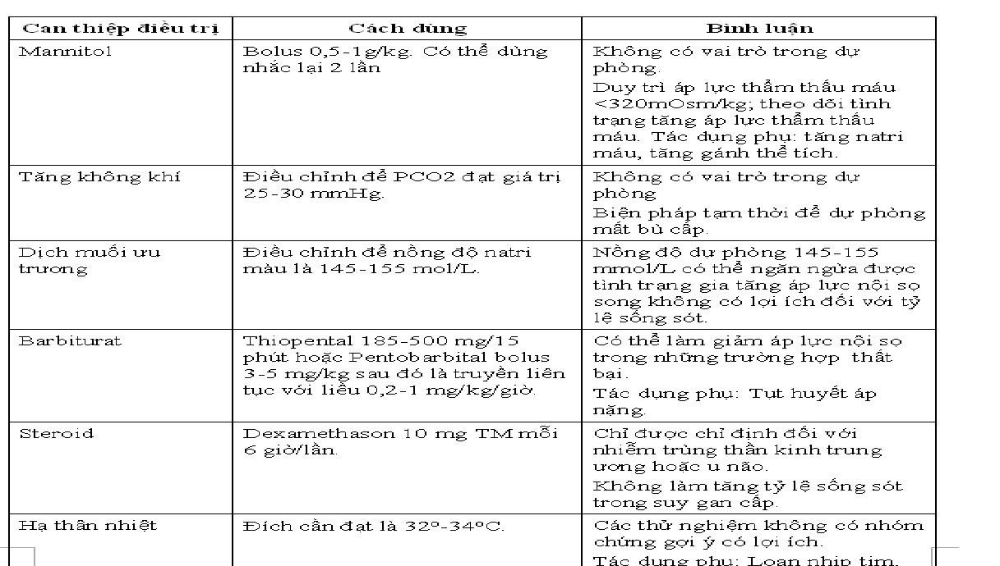 Can thiệp điều trị
Cách dùng
Bình luận
Mannitol
Bolus 0,5-1g/kg. Có thể dùng
nhắc lại 2 lần
Không có vai trò trong dự
phòng.
Duy trì áp lực thẩm thấu máu
<320mOsm/kg; theo dõi tình
trạng tăng áp lực thẩm thấu
máu. Tác dụng phụ: tăng natri
máu, tăng gánh thể tích.
Tăng không khí
Điều chỉnh để PCO2 đạt giá trị
25-30 mmHg.
Không có vai trò trong dự
phòng
Biện pháp tạm thời để dự phòng
mất bù cấp.
Dịch muối ưu
trương
Điều chỉnh để nồng độ natri
màu là 145-155 mol/L.
Nồng độ dự phòng 145-155
mmol/L có thể ngăn ngừa được
tình trạng gia tăng áp lực nội sọ
song không có lợi ích đối với tỷ
lệ sống sót.
Barbiturat
Thiopental 185-500 mg/15
phút hoặc Pentobarbital bolus
3-5 mg/kg sau đó là truyền liên
tục với liều 0,2-1 mg/kg/giờ.
Có thể làm giảm áp lực nội sọ
trong những trường hợp thất
bại.
Tác dụng phụ: Tụt huyết áp
nặng.
Steroid
Dexamethason 10 mg TM mỗi
6 giờ/lần.
Chỉ được chỉ định đối với
nhiễm trùng thần kinh trung
ương hoặc u não.
Không làm tăng tỷ lệ sống sót
trong suy gan cấp.
Hạ thân nhiệt
Đích cần đạt là 32°-34°C.
Các thử nghiệm không có nhóm
chứng gợi ý có lợi ích.
Tác dụng phụ: Loạn nhịp tim,